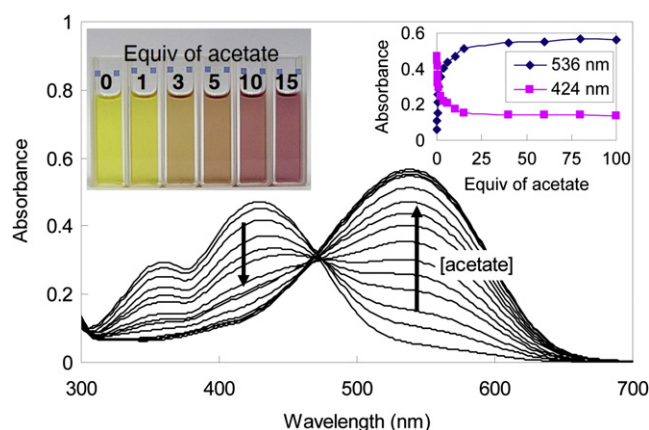 1
0.8
0.6
0.4
0.2
0
Absorbance
300
400
500
600
700
Wavelength (nm)
Equiv of acetate
0 1 3 5 10 15
[acetate]
0.6
0.4
0.2
0
Absorbance
0 25 50 75 100
Equiv of acetate
536 nm
424 nm